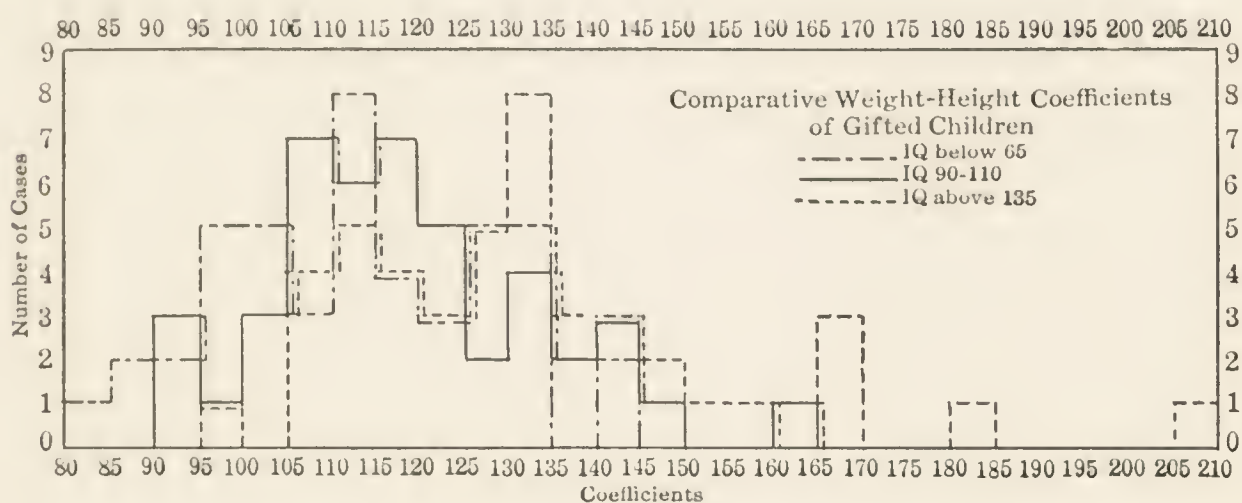 80 85 90 95 100 105 110 115 120 125 130 135 140 145 150 155 160 165 170 175 180 185 190 195 200 205 210
9 9
8 8
7 7
6 6
5 5
4 4
3 3
2 2
1 1
0 0
Number of Cases
Comparative Weight-Height Coefficients
of Gifted Children
IQ below 65
IQ 90-110
IQ above 135
80 85 90 95 100 105 110 115 120 125 130 135 140 145 150 155 160 165 170 175 180 185 190 195 200 205 210
Coefficients